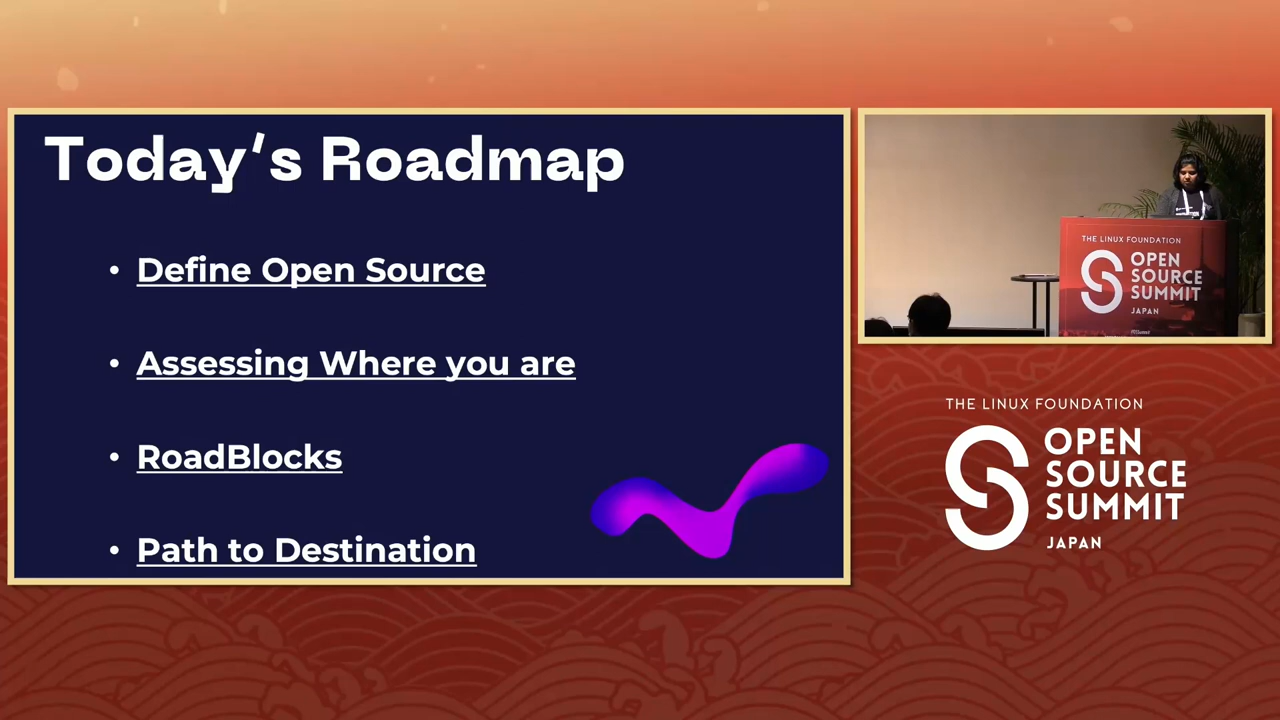 Today's Roadmap
• Define Open Source
• Assessing Where you are
• RoadBlocks
• Path to Destination
THE LINUX FOUNDATION
OPEN
SOURCE
SUMMIT
JAPAN
THE LINUX FOUNDATION
OPEN
SOURCE
SUMMIT
JAPAN